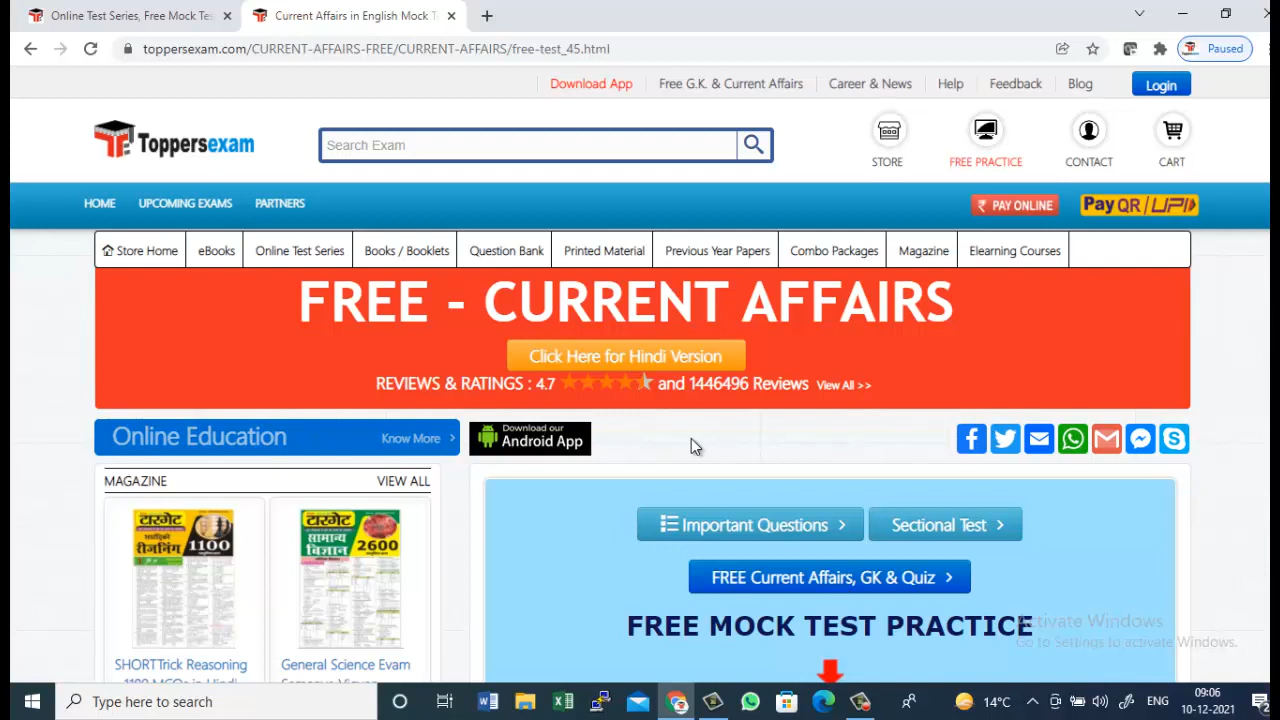 Online Test Series, Free Mock Tes
Current Affairs in English Mock T
toppersexam.com/CURRENT-AFFAIRS-FREE/CURRENT-AFFAIRS/free-test_45.html
Paused
Download App
Free G.K. & Current Affairs
Career & News
Help
Feedback
Blog
Login
Toppersexam
Search Exam
STORE
FREE PRACTICE
CONTACT
CART
HOME
UPCOMING EXAMS
PARTNERS
₹ PAY ONLINE
Pay QR/UPI
Store Home
eBooks
Online Test Series
Books / Booklets
Question Bank
Printed Material
Previous Year Papers
Combo Packages
Magazine
Elearning Courses
FREE - CURRENT AFFAIRS
Click Here for Hindi Version
REVIEWS & RATINGS : 4.7 and 1446496 Reviews View All >>
Online Education
Know More >
Download our
Android App
MAGAZINE
VIEW ALL
टारगेट
रीजनिंग
1100
टारगेट
सामान्य
विज्ञान
2600
SHORT Trick Reasoning
General Science Exam
Important Questions >
Sectional Test >
FREE Current Affairs, GK & Quiz >
FREE MOCK TEST PRACTICE
Activate Windows
Go to Settings to activate Windows.
Type here to search
14°C
ENG
09:06
10-12-2021
2